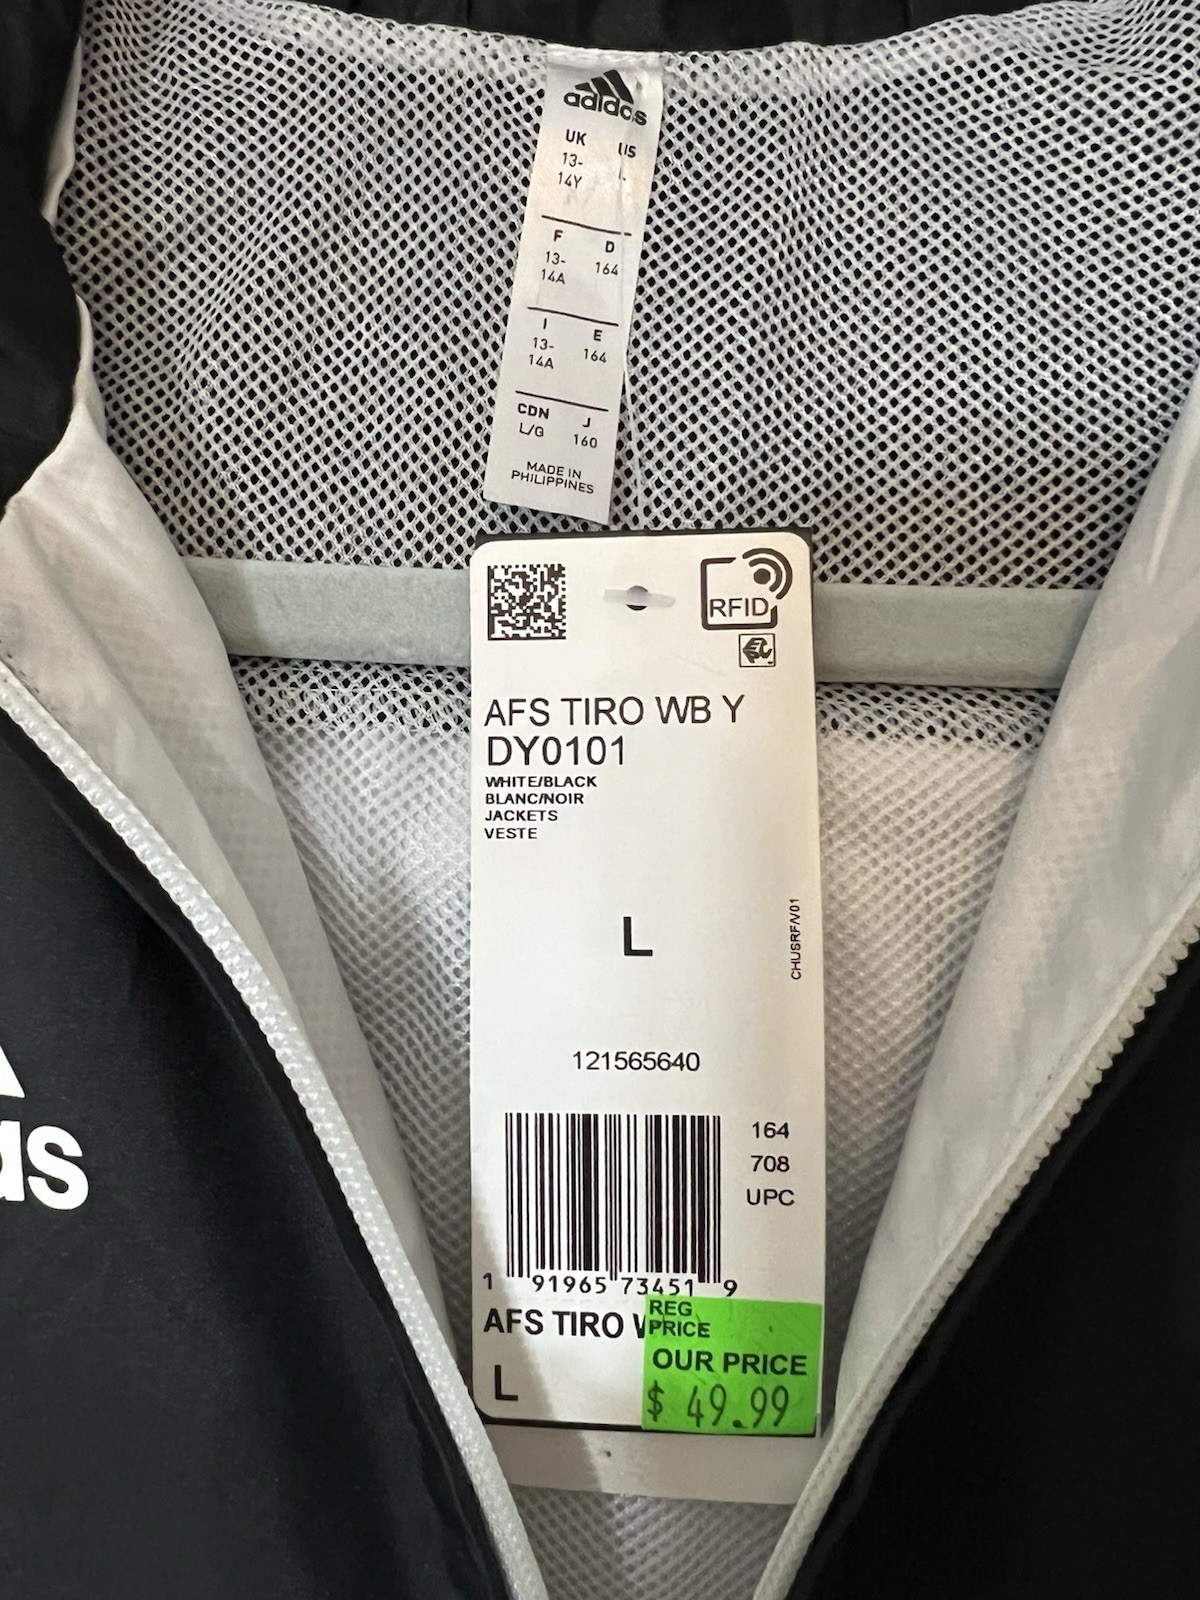 adidas
UK US
13-
14Y
F D
13- 164
14A
I E
13- 164
14A
CDN J
L/G 160
MADE IN
PHILIPPINES
RFID
AFS TIRO WB Y
DY0101
WHITE/BLACK
BLANC/NOIR
JACKETS
VESTE
L
CHUSRF/V01
121565640
164
708
UPC
1 91965 73451 9
AFS TIRO
L
REG
PRICE
OUR PRICE
$ 49.99
as